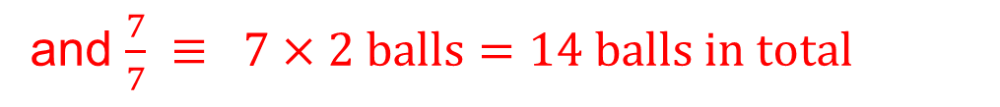 and 7/7 ≡ 7 × 2 balls = 14 balls in total